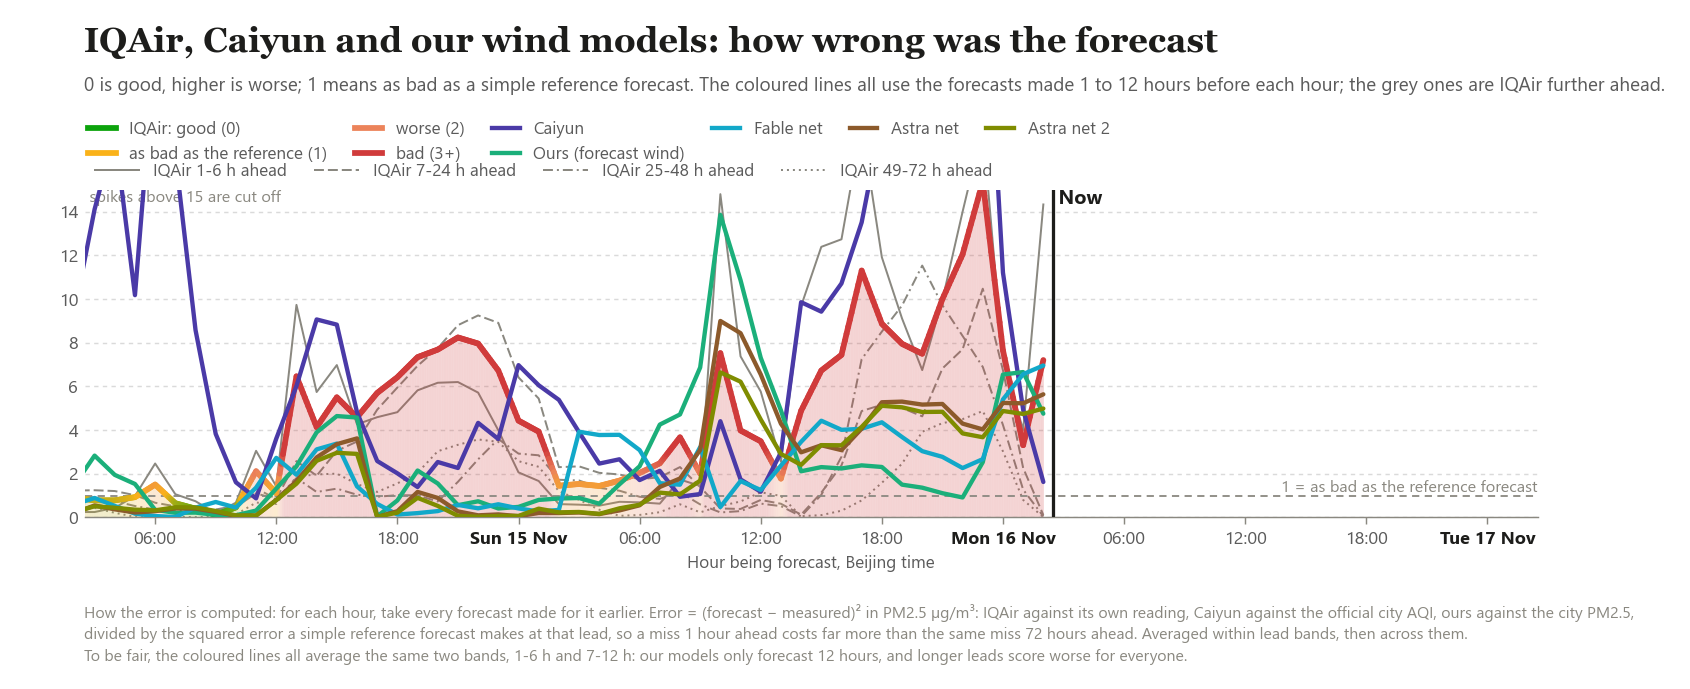 IQAir, Caiyun and our wind models: how wrong was the forecast
0 is good, higher is worse; 1 means as bad as a simple reference forecast. The coloured lines all use the forecasts made 1 to 12 hours before each hour; the grey ones are IQAir further ahead.
IQAir: good (0) worse (2) Caiyun Fable net Astra net Astra net 2
as bad as the reference (1) bad (3+) Ours (forecast wind)
IQAir 1-6 h ahead IQAir 7-24 h ahead IQAir 25-48 h ahead IQAir 49-72 h ahead
spikes above 15 are cut off
Now
14
12
10
8
6
4
2
0
1 = as bad as the reference forecast
06:00 12:00 18:00 Sun 15 Nov 06:00 12:00 18:00 Mon 16 Nov 06:00 12:00 18:00 Tue 17 Nov
Hour being forecast, Beijing time
How the error is computed: for each hour, take every forecast made for it earlier. Error = (forecast − measured)² in PM2.5 µg/m³: IQAir against its own reading, Caiyun against the official city AQI, ours against the city PM2.5,
divided by the squared error a simple reference forecast makes at that lead, so a miss 1 hour ahead costs far more than the same miss 72 hours ahead. Averaged within lead bands, then across them.
To be fair, the coloured lines all average the same two bands, 1-6 h and 7-12 h: our models only forecast 12 hours, and longer leads score worse for everyone.